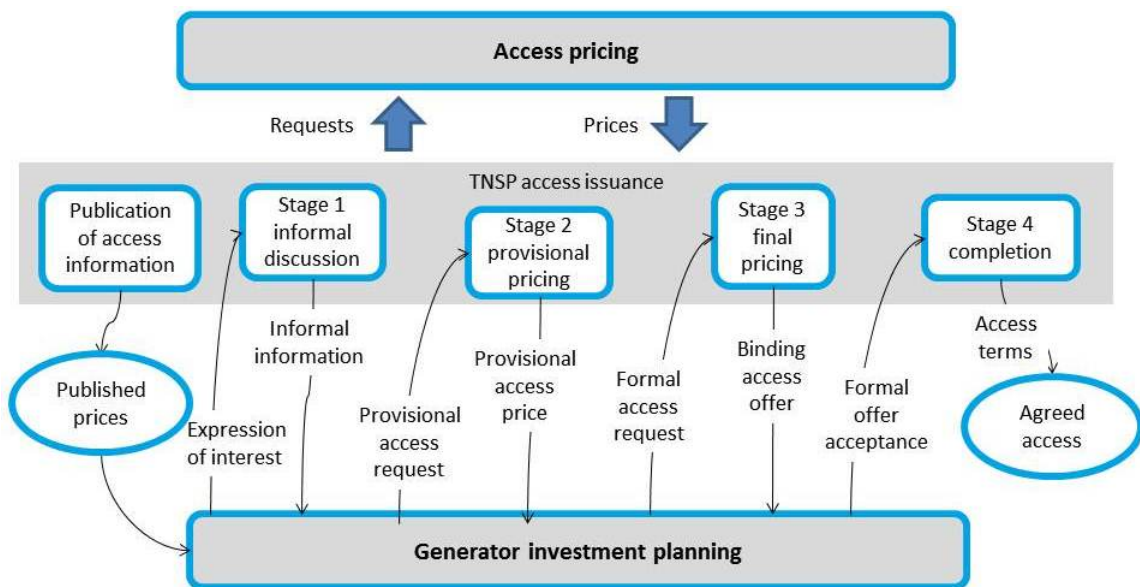 Access pricing
Requests
Prices
TNSP access issuance
Publication
of access
information
Stage 1
informal
discussion
Stage 2
provisional
pricing
Stage 3
final
pricing
Stage 4
completion
Published
prices
Expression
of interest
Informal
information
Provisional
access
request
Provisional
access
price
Formal
access
request
Binding
access
offer
Formal
offer
acceptance
Access
terms
Agreed
access
Generator investment planning